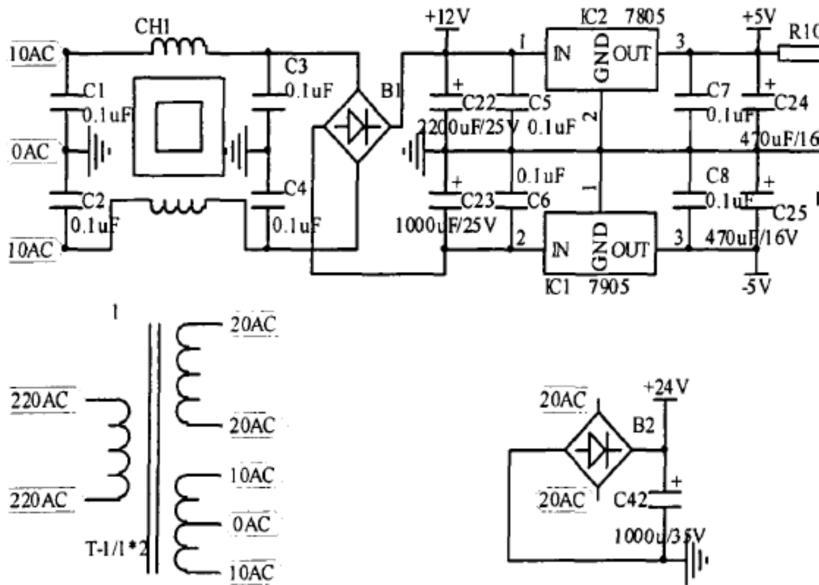 CH1
+12V
IC2 7805
+5V
R10
10AC
C1
0.1uF
C3
0.1uF
B1
1
IN
GND
OUT
3
C22
2200uF/25V
C5
0.1uF
2
C7
0.1uF
C24
470uF/16
0AC
C2
0.1uF
C4
0.1uF
C23
1000uF/25V
0.1uF
C6
1
C8
0.1uF
C25
470uF/16V
10AC
2
IN
GND
OUT
3
IC1 7905
-5V
220AC
220AC
T-1/1*2
20AC
20AC
10AC
0AC
10AC
20AC
20AC
B2
+24V
C42
1000u/35V